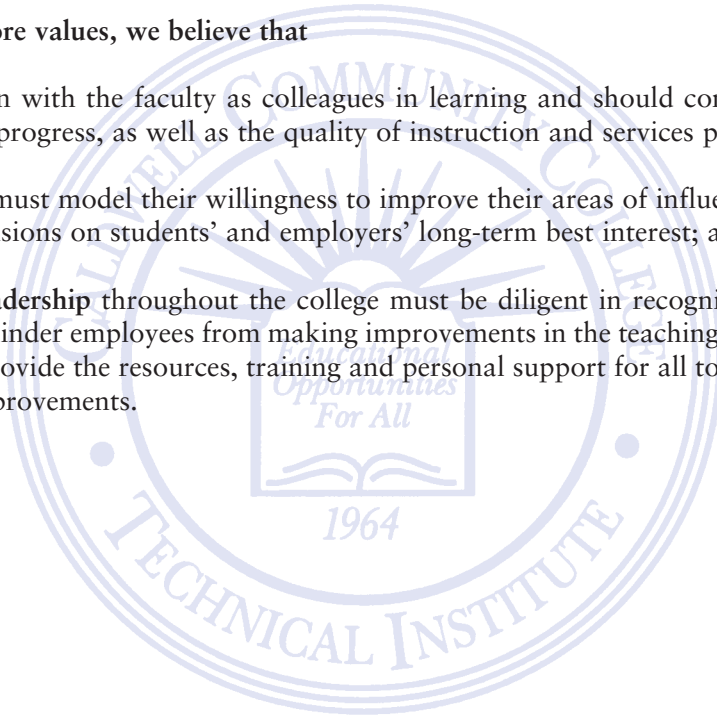 ore values, we believe that
n with the faculty as colleagues in learning and should con
progress, as well as the quality of instruction and services p
must model their willingness to improve their areas of influe
sions on students’ and employers’ long-term best interest; a
adership throughout the college must be diligent in recogni
inder employees from making improvements in the teaching
ovide the resources, training and personal support for all to
provements.
CALDWELL COMMUNITY COLLEGE
Educational
Opportunities
For All
1964
TECHNICAL INSTITUTE